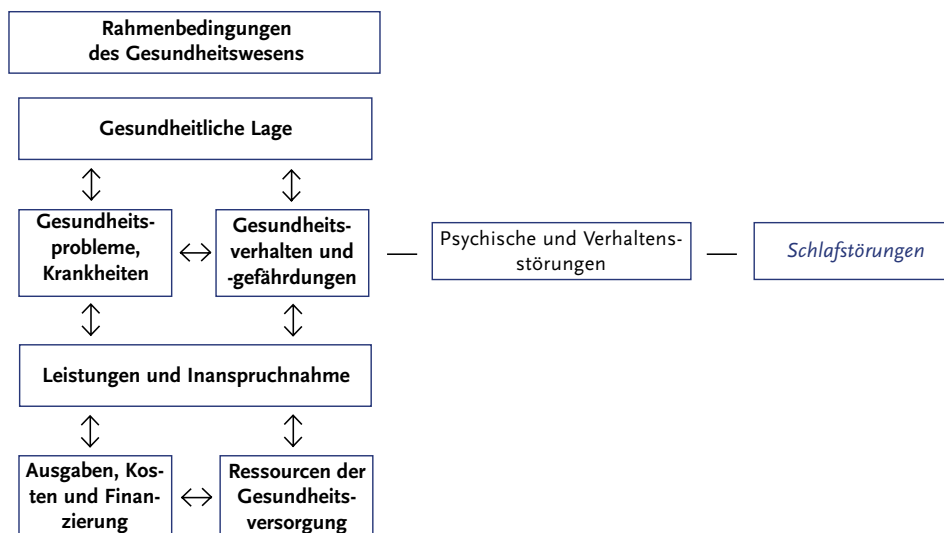 Rahmenbedingungen
des Gesundheitswesens
Gesundheitliche Lage
Gesundheits-
probleme,
Krankheiten
Gesundheits-
verhalten und
-gefährdungen
Psychische und Verhaltens-
störungen
Schlafstörungen
Leistungen und Inanspruchnahme
Ausgaben, Kos-
ten und Finan-
zierung
Ressourcen der
Gesundheits-
versorgung